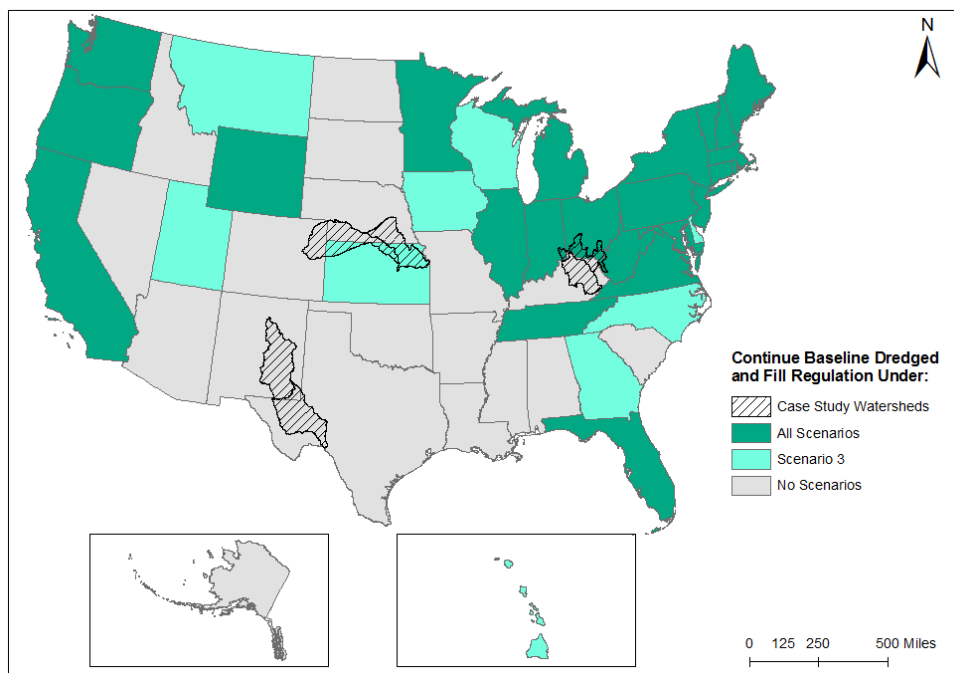 N
Continue Baseline Dredged
and Fill Regulation Under:
Case Study Watersheds
All Scenarios
Scenario 3
No Scenarios
0 125 250 500 Miles